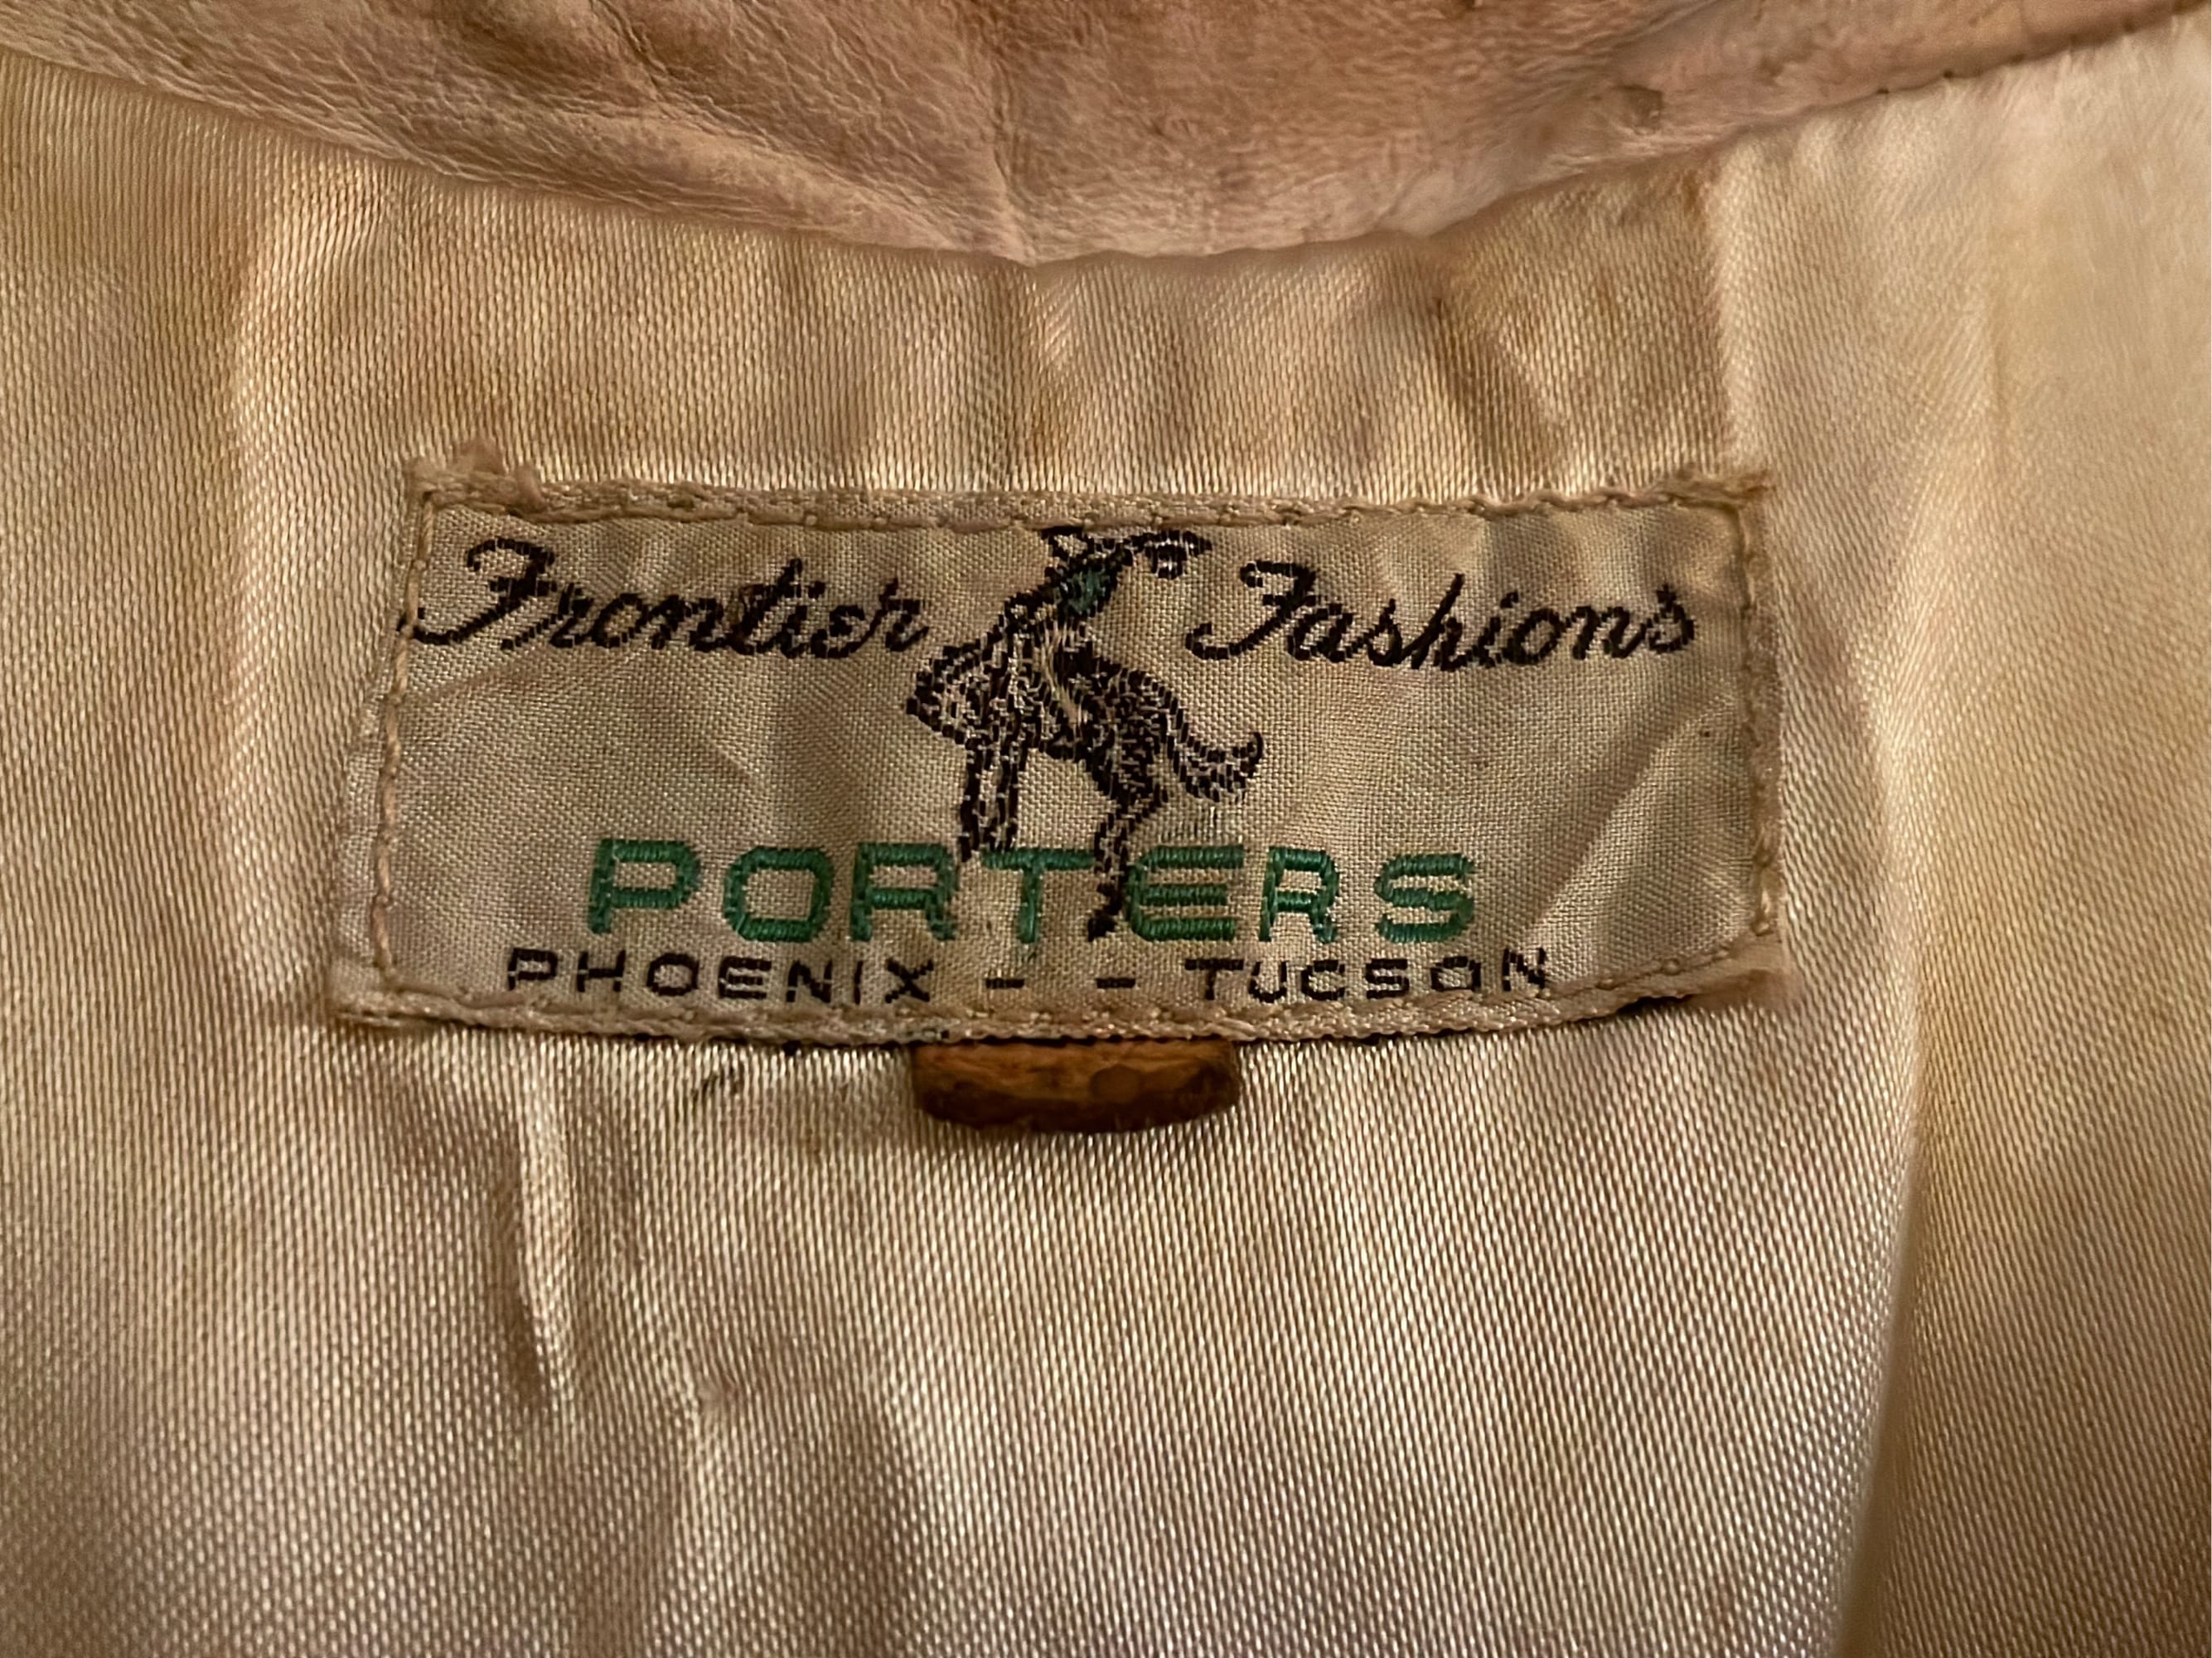 Frontier Fashions
PORTERS
PHOENIX - - TUCSON